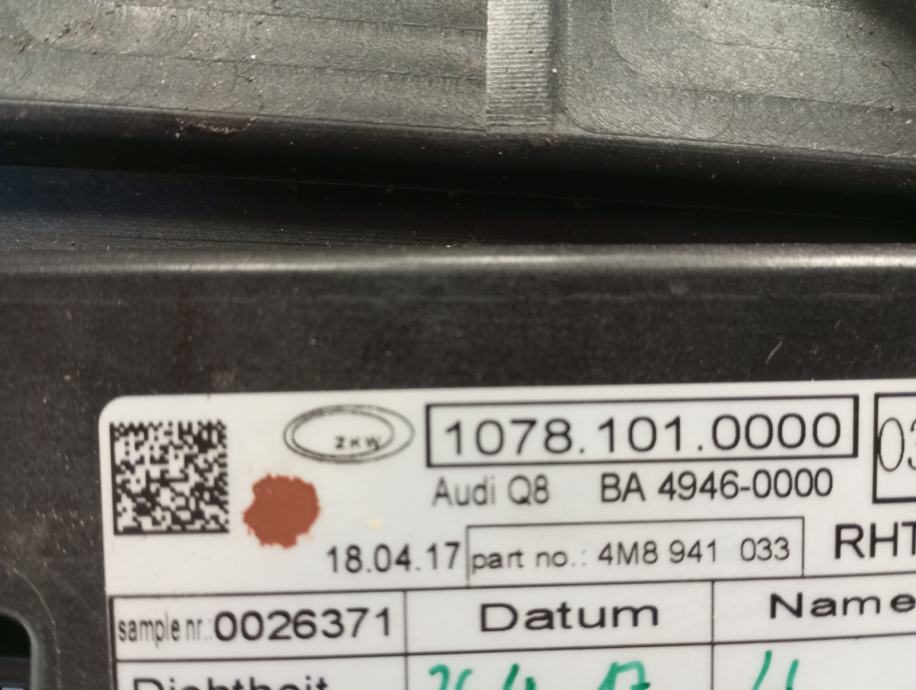 ZKW
1078.101.0000
Audi Q8 BA 4946-0000
18.04.17 part no.: 4M8 941 033 RHT
sample nr.: 0026371 Datum Name
Dichtheit